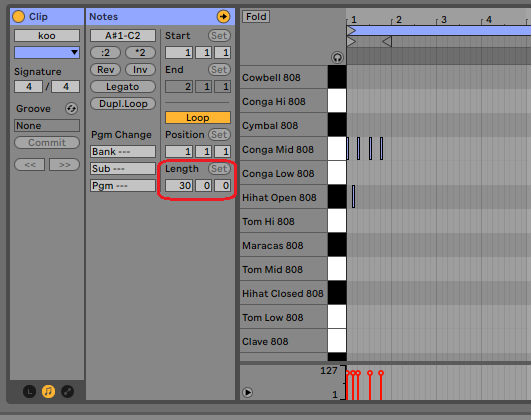 Clip
koo
Signature
4 / 4
Groove
None
Commit
<<
>>
L
Notes
A#1-C2
:2
*2
Rev
Inv
Legato
Dupl.Loop
Pgm Change
Bank ---
Sub ---
Pgm ---
Start
Set
1 1 1
End
Set
2 1 1
Loop
Position
Set
1 1 1
Length
Set
30 0 0
Fold
1
2
3
4
Cowbell 808
Conga Hi 808
Cymbal 808
Conga Mid 808
Conga Low 808
Hihat Open 808
Tom Hi 808
Maracas 808
Tom Mid 808
Hihat Closed 808
Tom Low 808
Clave 808
127
1